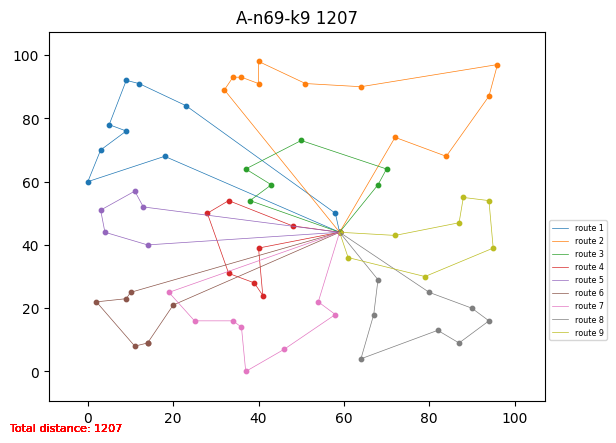 A-n69-k9 1207
100
80
60
40
20
0
0 20 40 60 80 100
route 1
route 2
route 3
route 4
route 5
route 6
route 7
route 8
route 9
Total distance: 1207